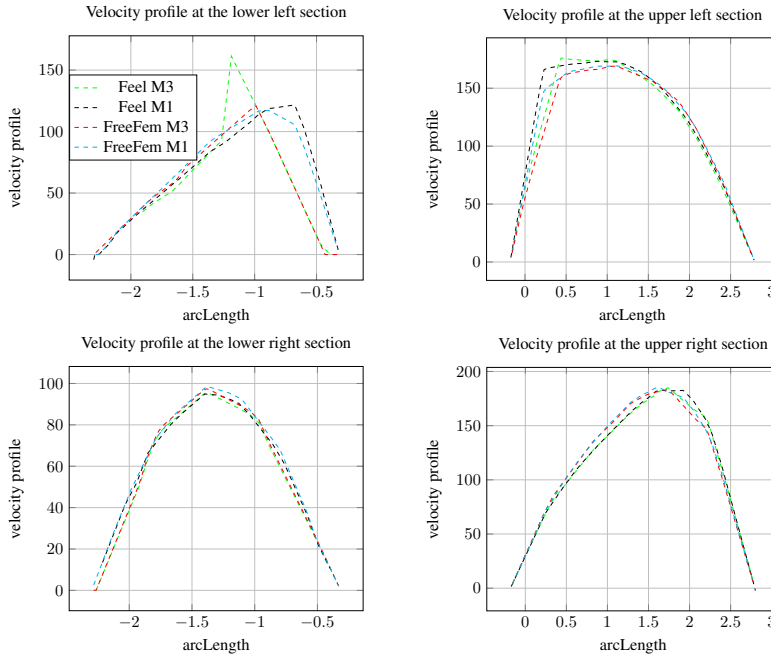 Velocity profile at the lower left section
150
100
50
0
velocity profile
Feel M3
Feel M1
FreeFem M3
FreeFem M1
−2
−1.5
−1
−0.5
arcLength
Velocity profile at the upper left section
150
100
50
0
velocity profile
0
0.5
1
1.5
2
2.5
3
arcLength
Velocity profile at the lower right section
100
80
60
40
20
0
velocity profile
−2
−1.5
−1
−0.5
arcLength
Velocity profile at the upper right section
200
150
100
50
0
velocity profile
0
0.5
1
1.5
2
2.5
3
arcLength